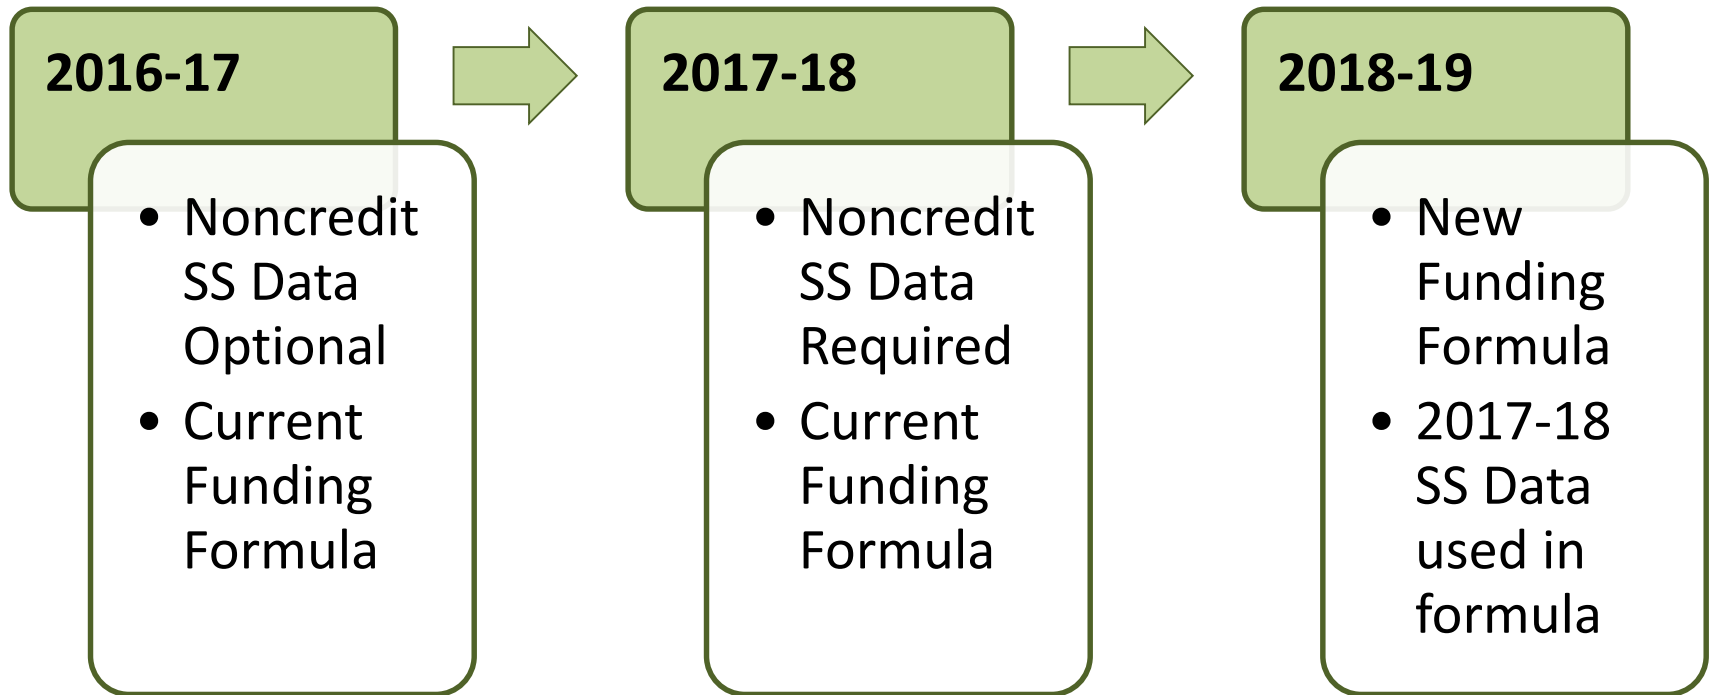 2016-17
• Noncredit
SS Data
Optional
• Current
Funding
Formula
2017-18
• Noncredit
SS Data
Required
• Current
Funding
Formula
2018-19
• New
Funding
Formula
• 2017-18
SS Data
used in
formula